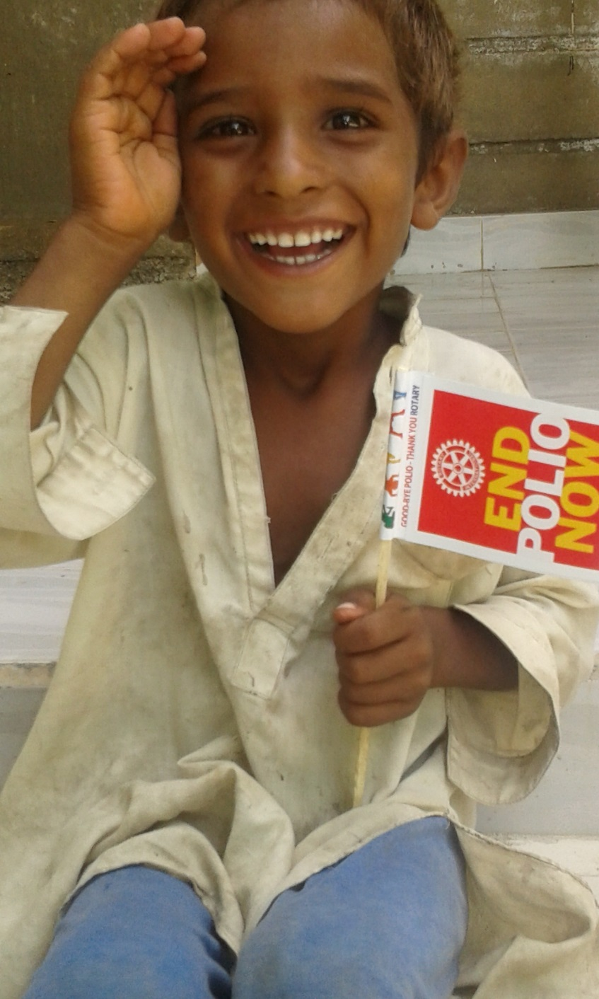 GOOD-BYE POLIO - THANK YOU ROTARY
END
POLIO
NOW